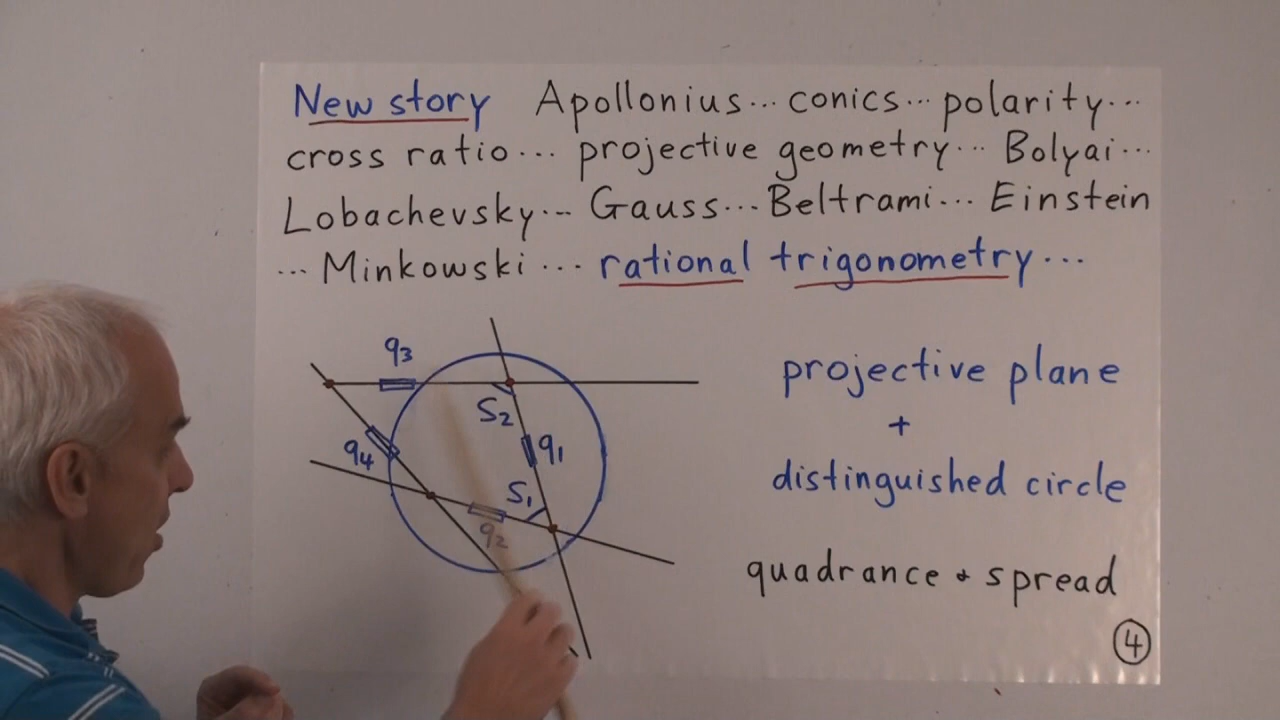 New story Apollonius... conics... polarity...
cross ratio... projective geometry... Bolyai...
Lobachevsky... Gauss... Beltrami... Einstein
... Minkowski ... rational trigonometry...
q3
S2
q4
q1
S1
q2
projective plane
+
distinguished circle
quadrance + spread
4